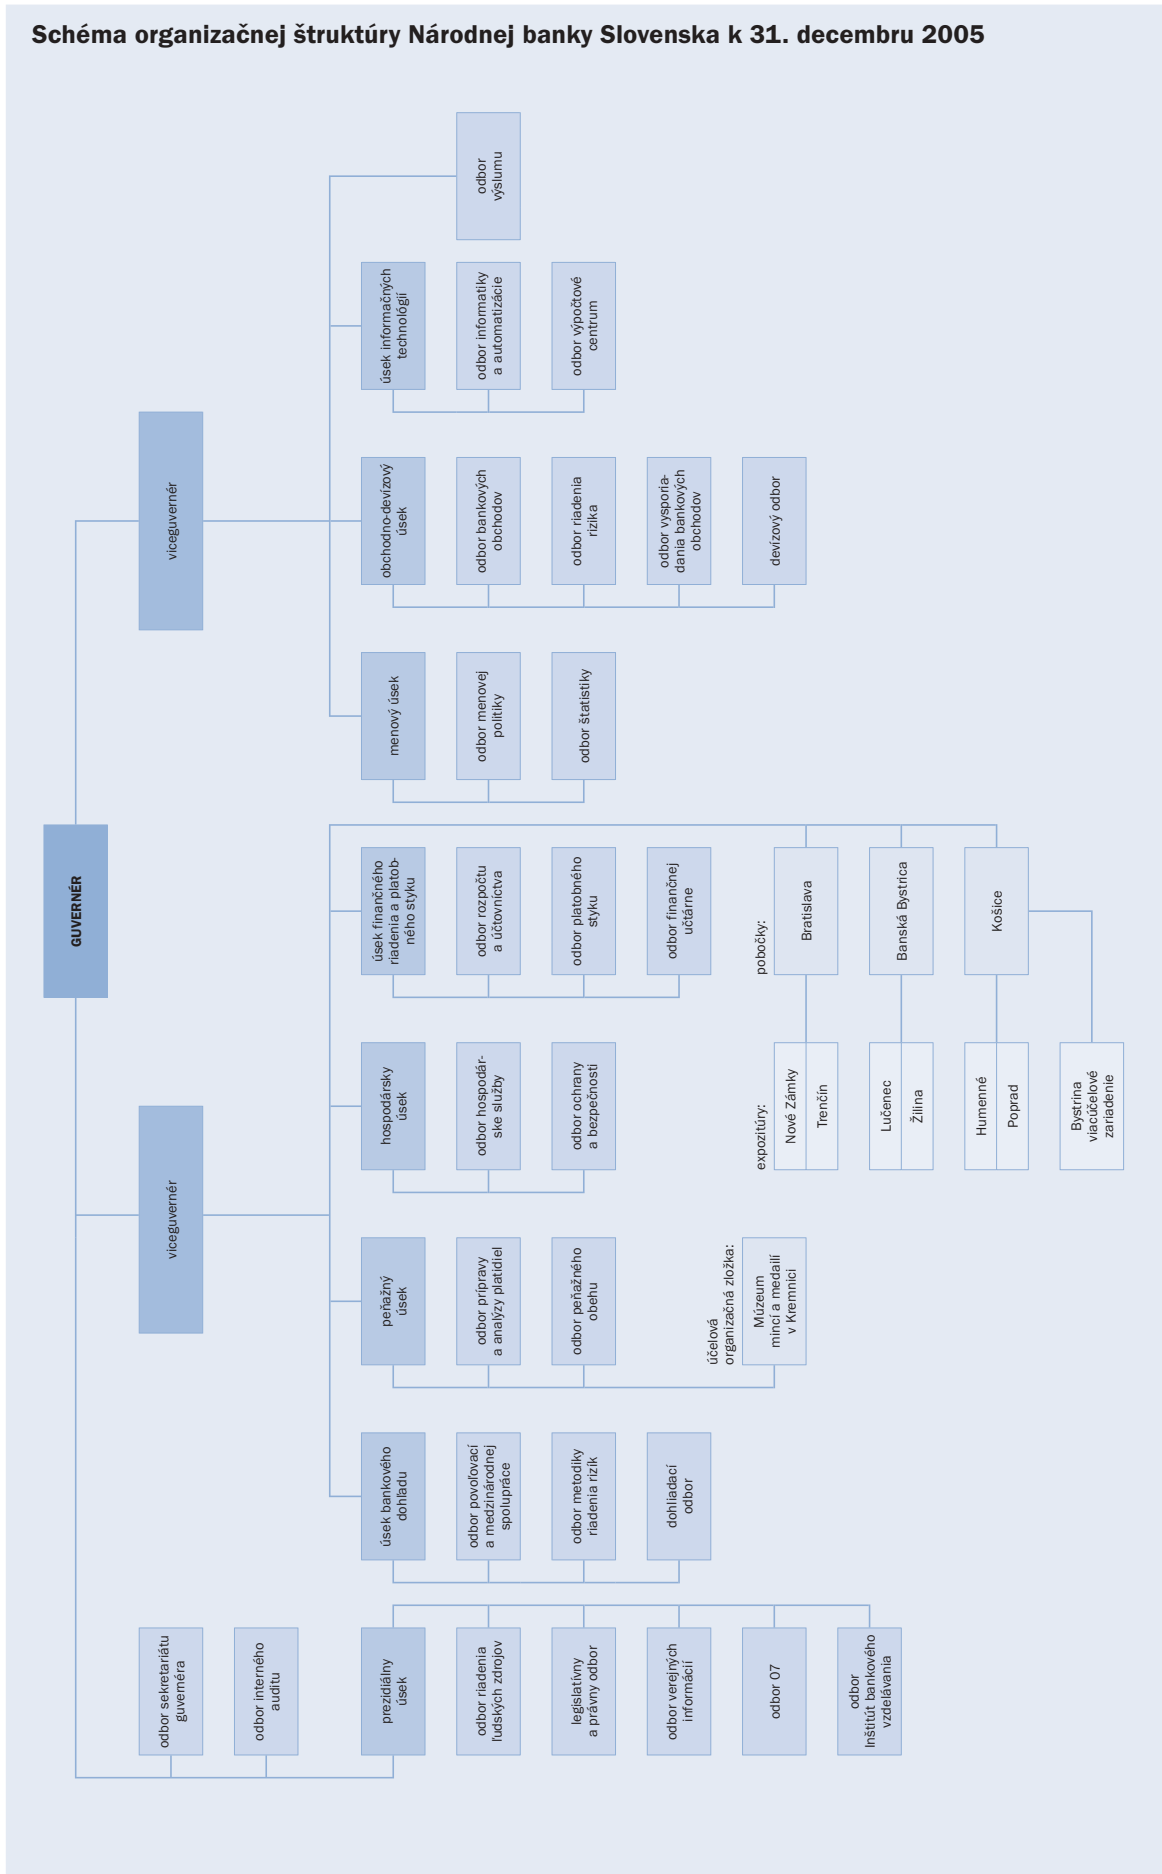 Schéma organizačnej štruktúry Národnej banky Slovenska k 31. decembru 2005
GUVERNÉR
viceguvernér
viceguvernér
odbor sekretariátu
guveméra
odbor interného
auditu
prezidiálny
úsek
odbor riadenia
ľudských zdrojov
legislatívny
a právny odbor
odbor verejných
informácií
odbor 07
odbor
Inštitút bankového
vzdelávania
úsek bankového
dohľadu
odbor povoľovací
a medzinárodnej
spolupráce
odbor metodiky
riadenia rizík
dohliadací
odbor
peňažný
úsek
odbor prípravy
a analýzy platidiel
odbor peňažného
obehu
účelová
organizačná zložka:
Múzeum
mincí a medailí
v Kremnici
hospodársky
úsek
odbor hospodár-
ske služby
odbor ochrany
a bezpečnosti
úsek finančného
riadenia a platob-
ného styku
odbor rozpočtu
a účtovníctva
odbor platobného
styku
odbor finančnej
učtárne
pobočky:
Bratislava
Banská Bystrica
Košice
expozitúry:
Nové Zámky
Trenčín
Lučenec
Žilina
Humenné
Poprad
Bystrina
viacúčelové
zariadenie
menový úsek
odbor menovej
politiky
odbor štatistiky
obchodno-devízový
úsek
odbor bankových
obchodov
odbor riadenia
rizika
odbor vysporia-
dania bankových
obchodov
devízový odbor
úsek informačných
technológií
odbor informatiky
a automatizácie
odbor výpočtové
centrum
odbor
výslumu